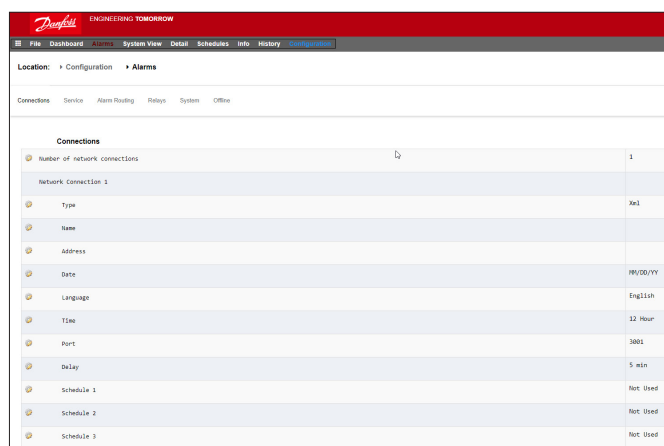 Danfoss ENGINEERING TOMORROW
File Dashboard Alarms System View Detail Schedules Info History Configuration
Location: Configuration Alarms
Connections Service Alarm Routing Relays System Offline
Connections
Number of network connections 1
Network Connection 1
Type Xml
Name
Address
Date MM/DD/YY
Language English
Time 12 Hour
Port 3001
Delay 5 min
Schedule 1 Not Used
Schedule 2 Not Used
Schedule 3 Not Used